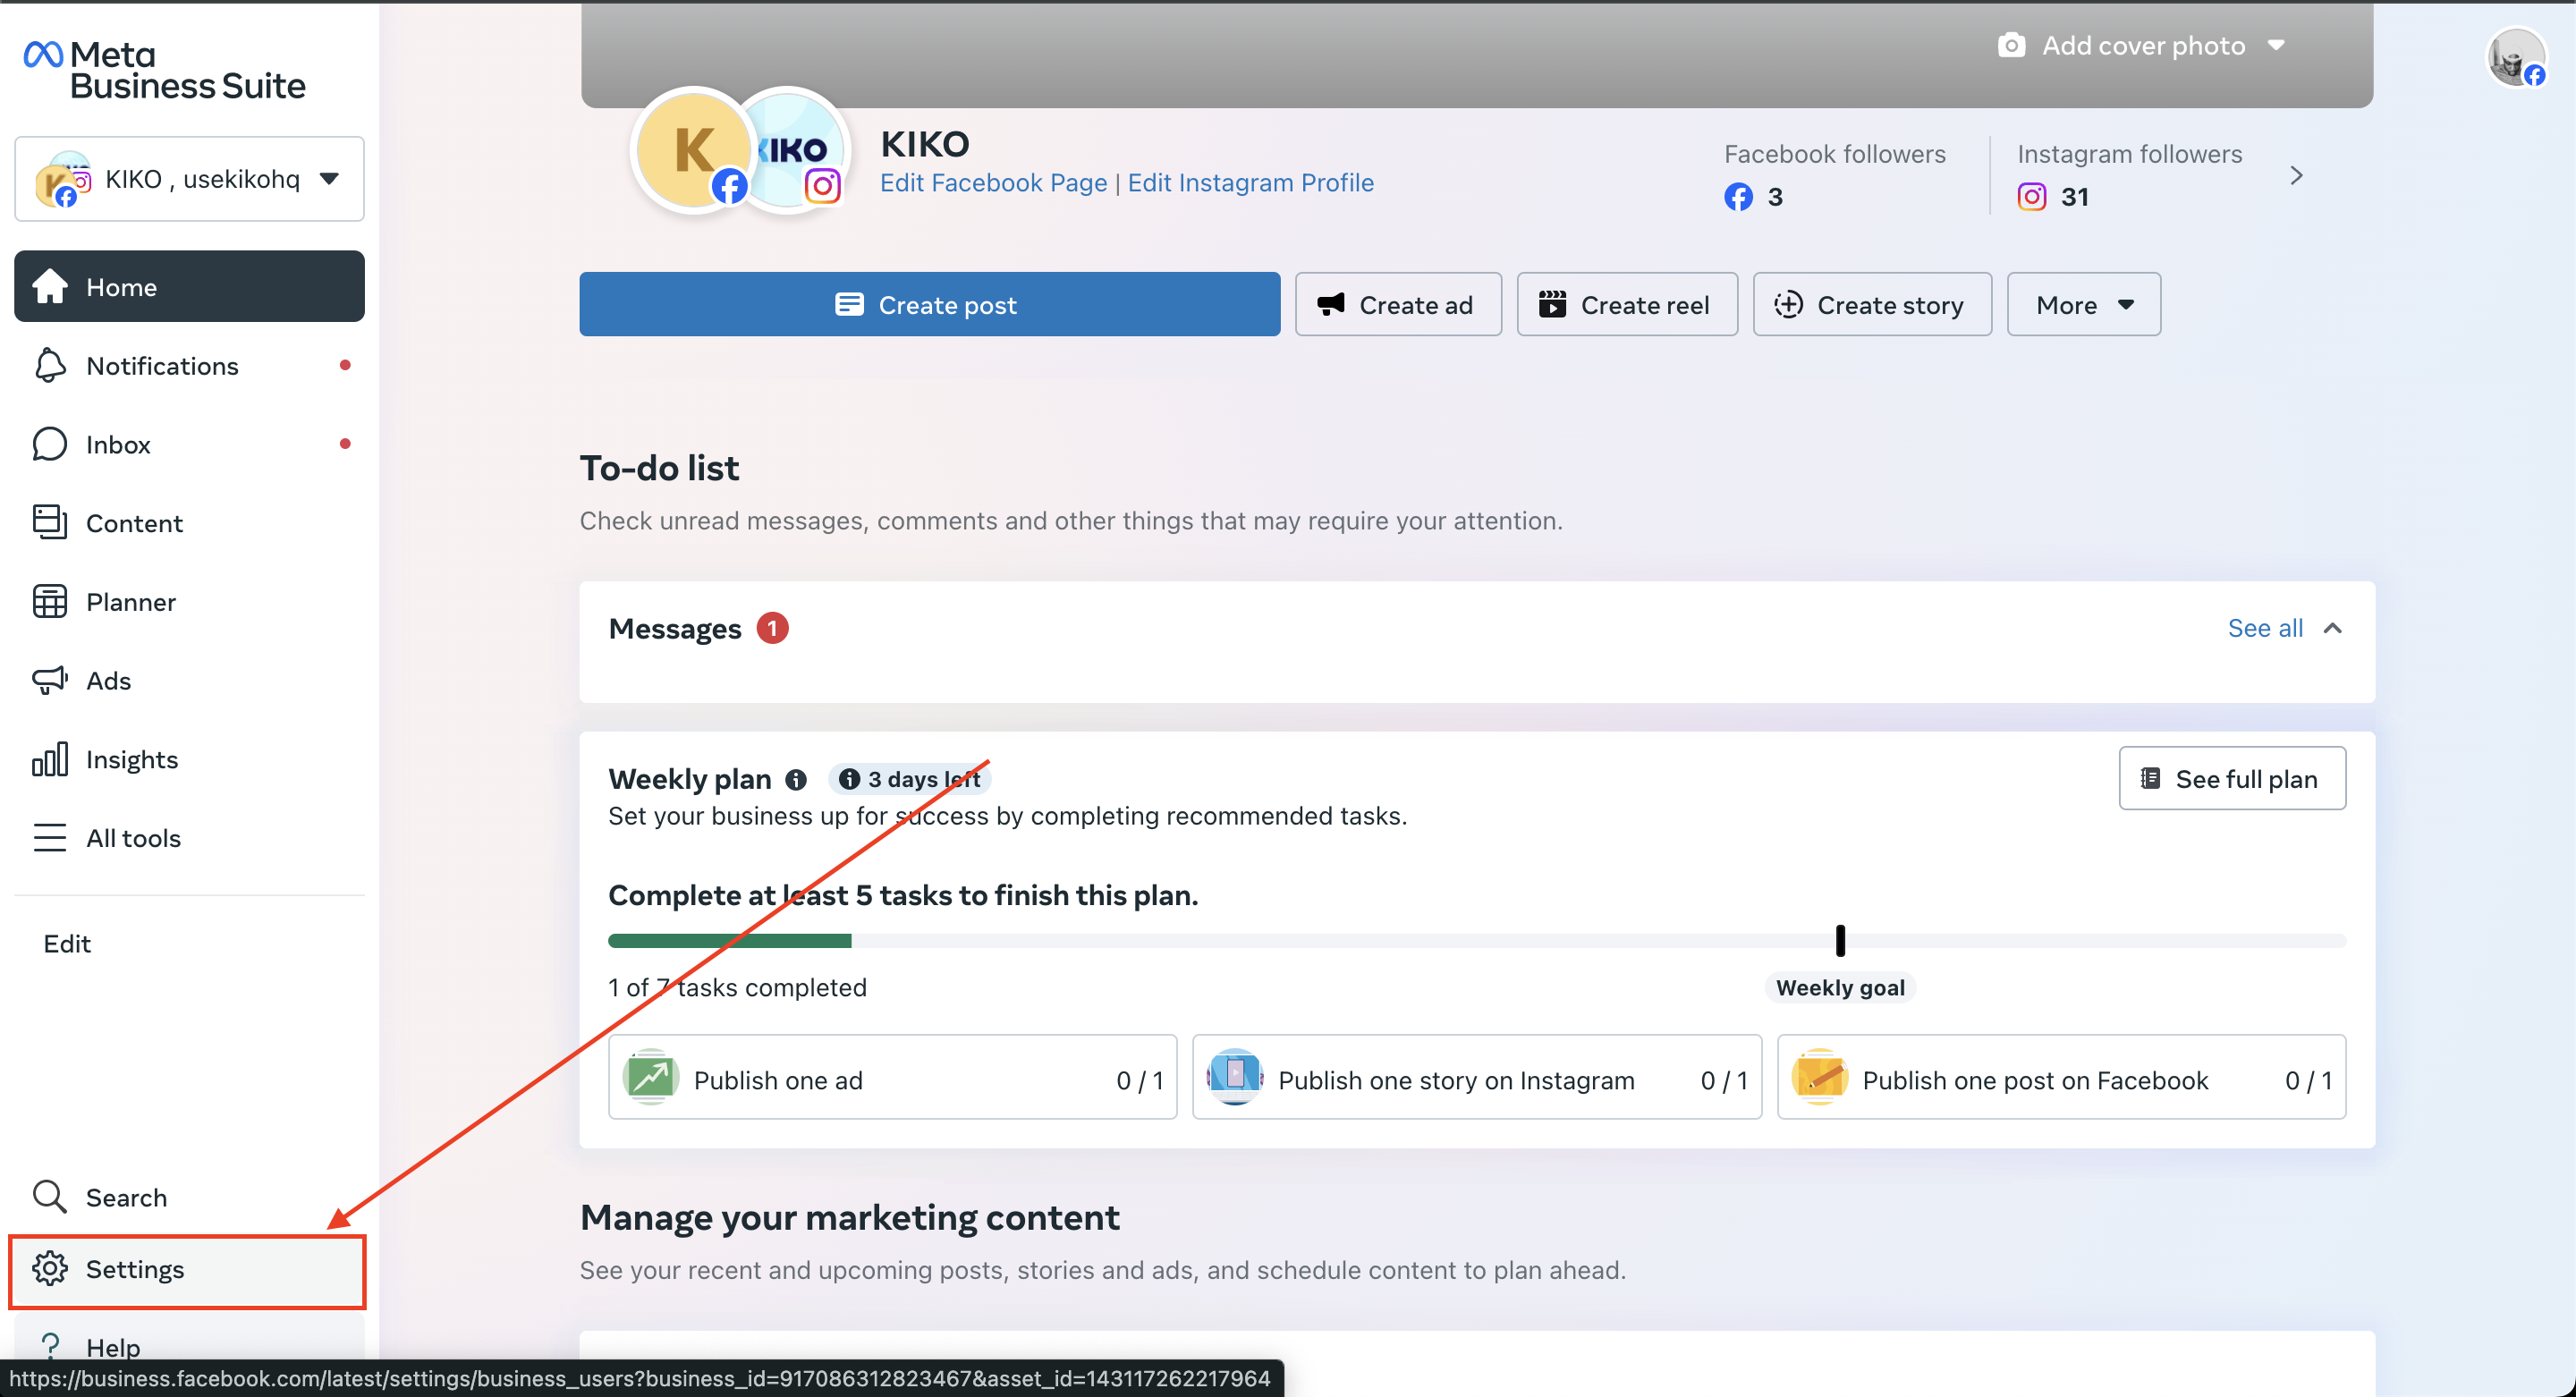 Meta
Business Suite
KIKO , usekikohq
Home
Notifications
Inbox
Content
Planner
Ads
Insights
All tools
Edit
Search
Settings
Help
Add cover photo
K
KIKO
KIKO
Edit Facebook Page | Edit Instagram Profile
Facebook followers
3
Instagram followers
31
Create post
Create ad
Create reel
Create story
More
To-do list
Check unread messages, comments and other things that may require your attention.
Messages 1
See all
Weekly plan 3 days left
Set your business up for success by completing recommended tasks.
See full plan
Complete at least 5 tasks to finish this plan.
1 of 7 tasks completed
Weekly goal
Publish one ad 0 / 1
Publish one story on Instagram 0 / 1
Publish one post on Facebook 0 / 1
Manage your marketing content
See your recent and upcoming posts, stories and ads, and schedule content to plan ahead.
https://business.facebook.com/latest/settings/business_users?business_id=917086312823467&asset_id=143117262217964